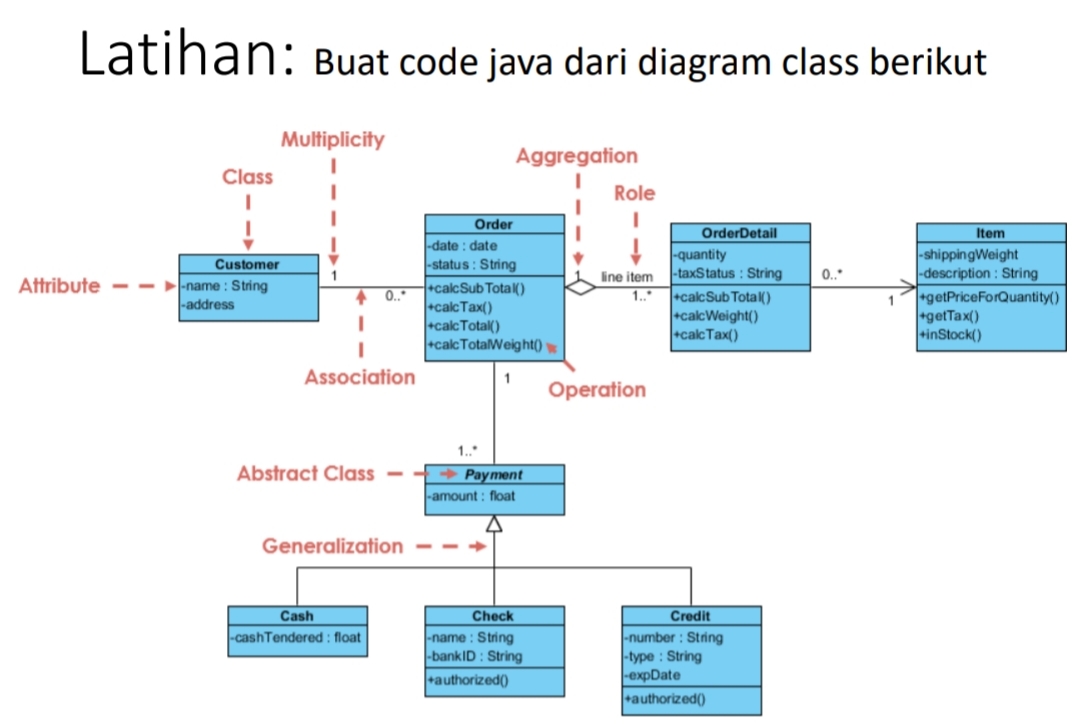 Latihan: Buat code java dari diagram class berikut
Multiplicity
Aggregation
Class
Role
Attribute
Customer
-name : String
-address
1
0..*
Association
Order
-date : date
-status : String
+calcSubTotal()
+calcTax()
+calcTotal()
+calcTotalWeight()
Operation
1
line item
1..*
OrderDetail
-quantity
-taxStatus : String
+calcSubTotal()
+calcWeight()
+calcTax()
0..*
1
Item
-shippingWeight
-description : String
+getPriceForQuantity()
+getTax()
+inStock()
1
1..*
Abstract Class
Payment
-amount : float
Generalization
Cash
-cashTendered : float
Check
-name : String
-bankID : String
+authorized()
Credit
-number : String
-type : String
-expDate
+authorized()